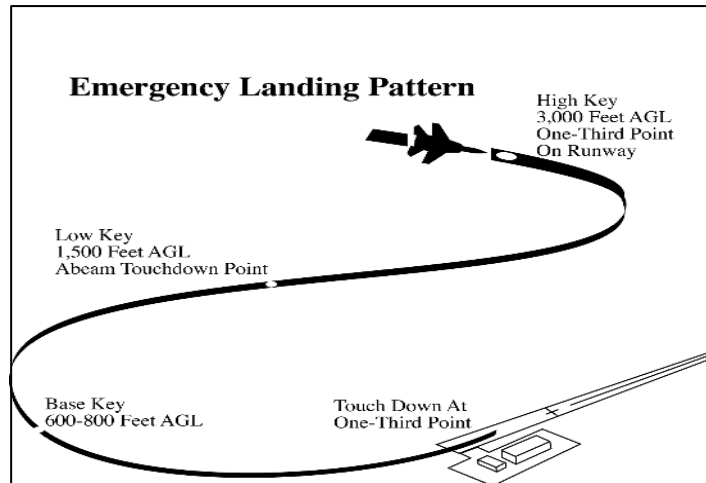 Emergency Landing Pattern
High Key
3,000 Feet AGL
One-Third Point
On Runway
Low Key
1,500 Feet AGL
Abeam Touchdown Point
Base Key
600-800 Feet AGL
Touch Down At
One-Third Point